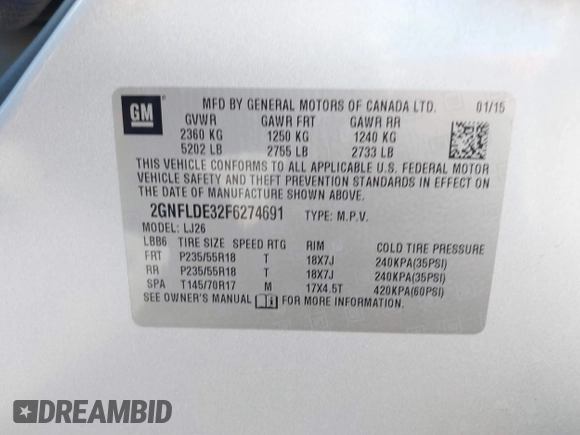 GM
MFD BY GENERAL MOTORS OF CANADA LTD. 01/15
GVWR GAWR FRT GAWR RR
2360 KG 1250 KG 1240 KG
5202 LB 2755 LB 2733 LB
THIS VEHICLE CONFORMS TO ALL APPLICABLE U.S. FEDERAL MOTOR
VEHICLE SAFETY AND THEFT PREVENTION STANDARDS IN EFFECT ON
THE DATE OF MANUFACTURE SHOWN ABOVE.
2GNFLDE32F6274691 TYPE: M.P.V.
MODEL: LJ26
LBB6 TIRE SIZE SPEED RTG RIM COLD TIRE PRESSURE
FRT P235/55R18 T 18X7J 240KPA(35PSI)
RR P235/55R18 T 18X7J 240KPA(35PSI)
SPA T145/70R17 M 17X4.5T 420KPA(60PSI)
SEE OWNER'S MANUAL FOR MORE INFORMATION.
DREAMBID